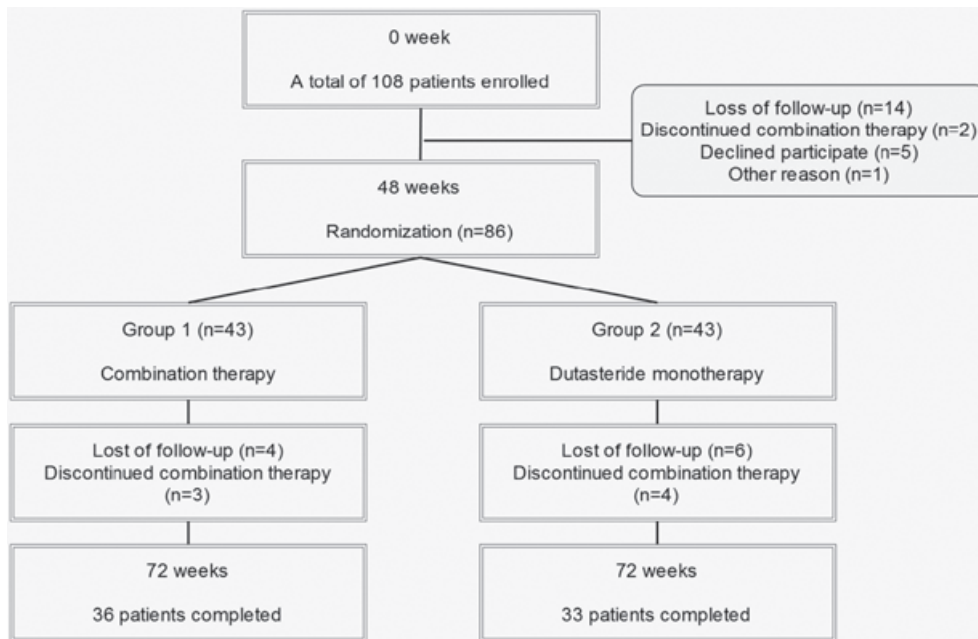 0 week
A total of 108 patients enrolled
Loss of follow-up (n=14)
Discontinued combination therapy (n=2)
Declined participate (n=5)
Other reason (n=1)
48 weeks
Randomization (n=86)
Group 1 (n=43)
Combination therapy
Group 2 (n=43)
Dutasteride monotherapy
Lost of follow-up (n=4)
Discontinued combination therapy
(n=3)
Lost of follow-up (n=6)
Discontinued combination therapy
(n=4)
72 weeks
36 patients completed
72 weeks
33 patients completed